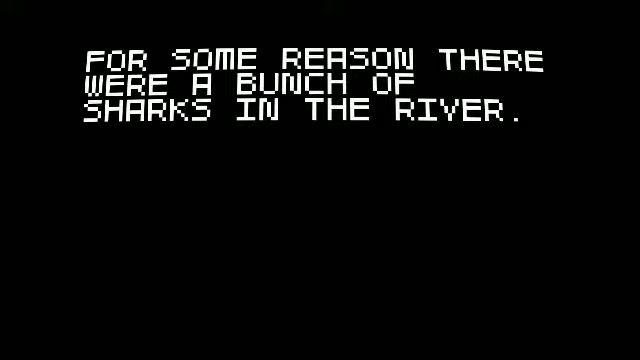 FOR SOME REASON THERE
WERE A BUNCH OF
SHARKS IN THE RIVER.